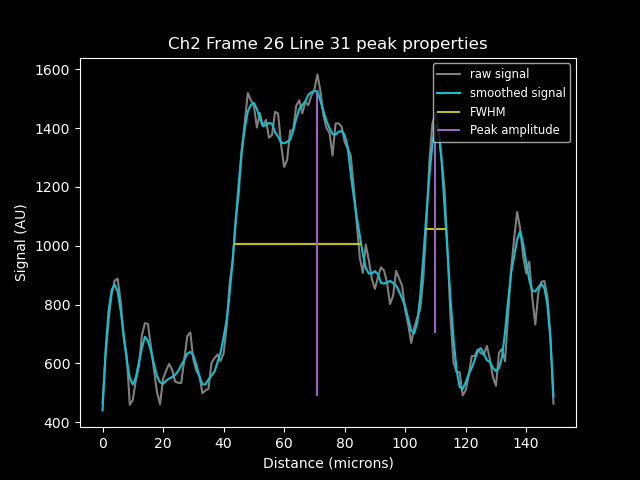 Ch2 Frame 26 Line 31 peak properties
raw signal
smoothed signal
FWHM
Peak amplitude
1600
1400
1200
1000
800
600
400
Signal (AU)
0 20 40 60 80 100 120 140
Distance (microns)